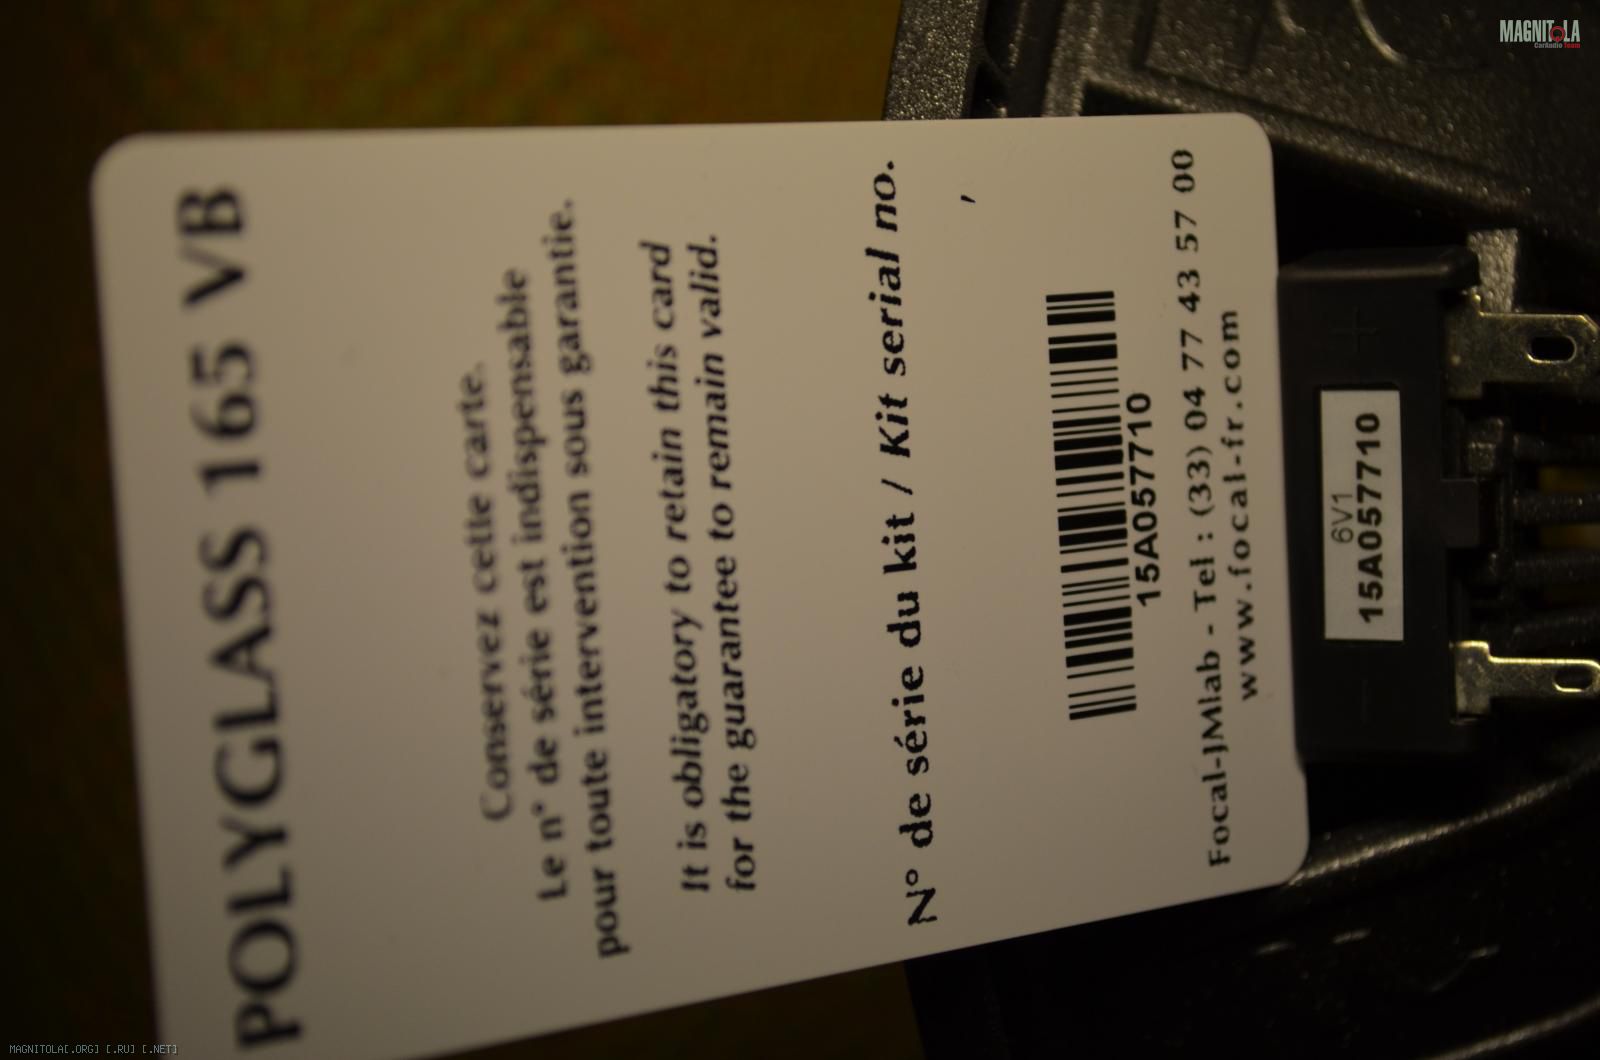 POLYGLASS 165 VB
Conservez cette carte.
Le n° de série est indispensable
pour toute intervention sous garantie.
It is obligatory to retain this card
for the guarantee to remain valid.
N° de série du kit / Kit serial no.
15A057710
Focal-JMlab - Tel : (33) 04 77 43 57 00
www.focal-fr.com
+
6V1
15A057710
-
MAGNITOLA
CarAudio Team
MAGNITOLA[.ORG] [.RU] [.NET]